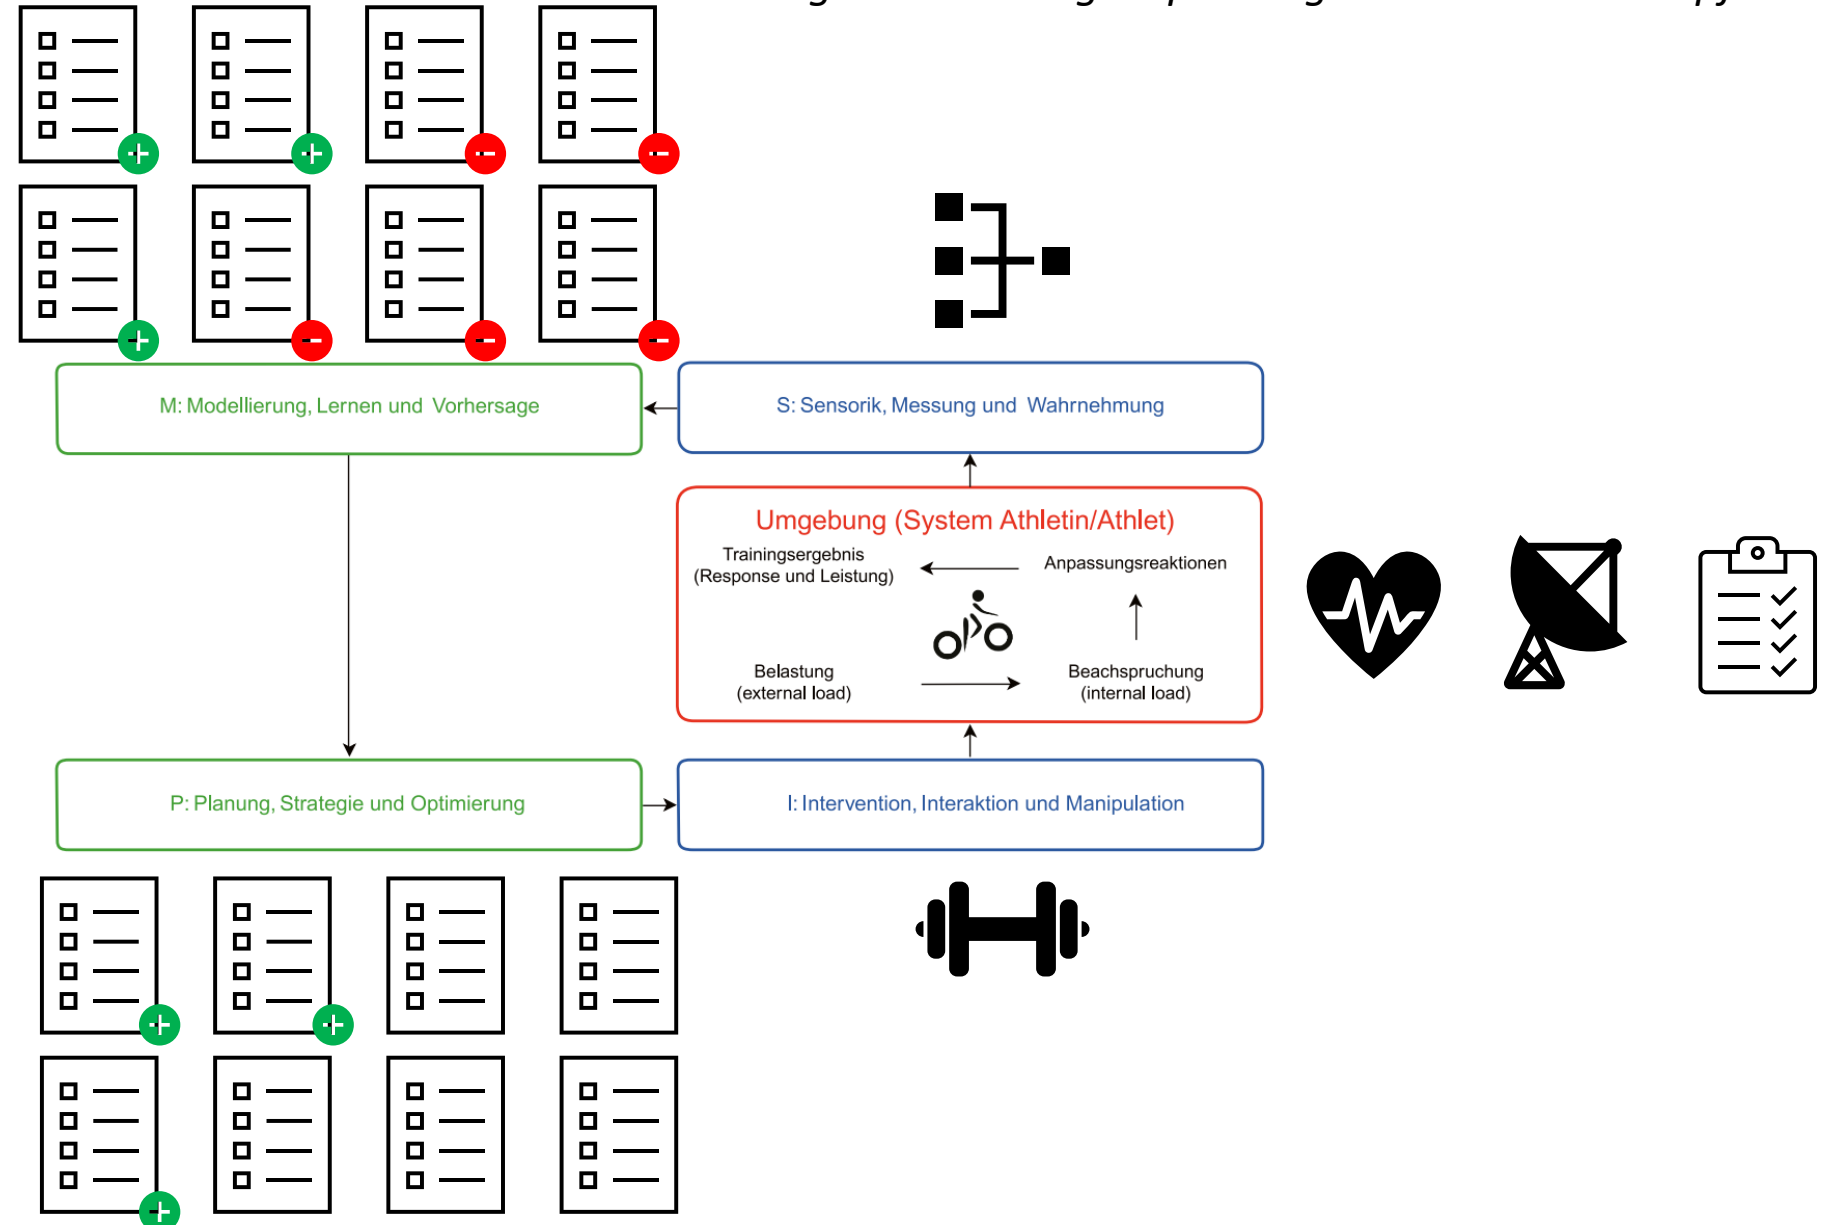 M: Modellierung, Lernen und Vorhersage
S: Sensorik, Messung und Wahrnehmung
Umgebung (System Athletin/Athlet)
Trainingsergebnis
(Response und Leistung)
Anpassungsreaktionen
Belastung
(external load)
Beachspruchung
(internal load)
P: Planung, Strategie und Optimierung
I: Intervention, Interaktion und Manipulation